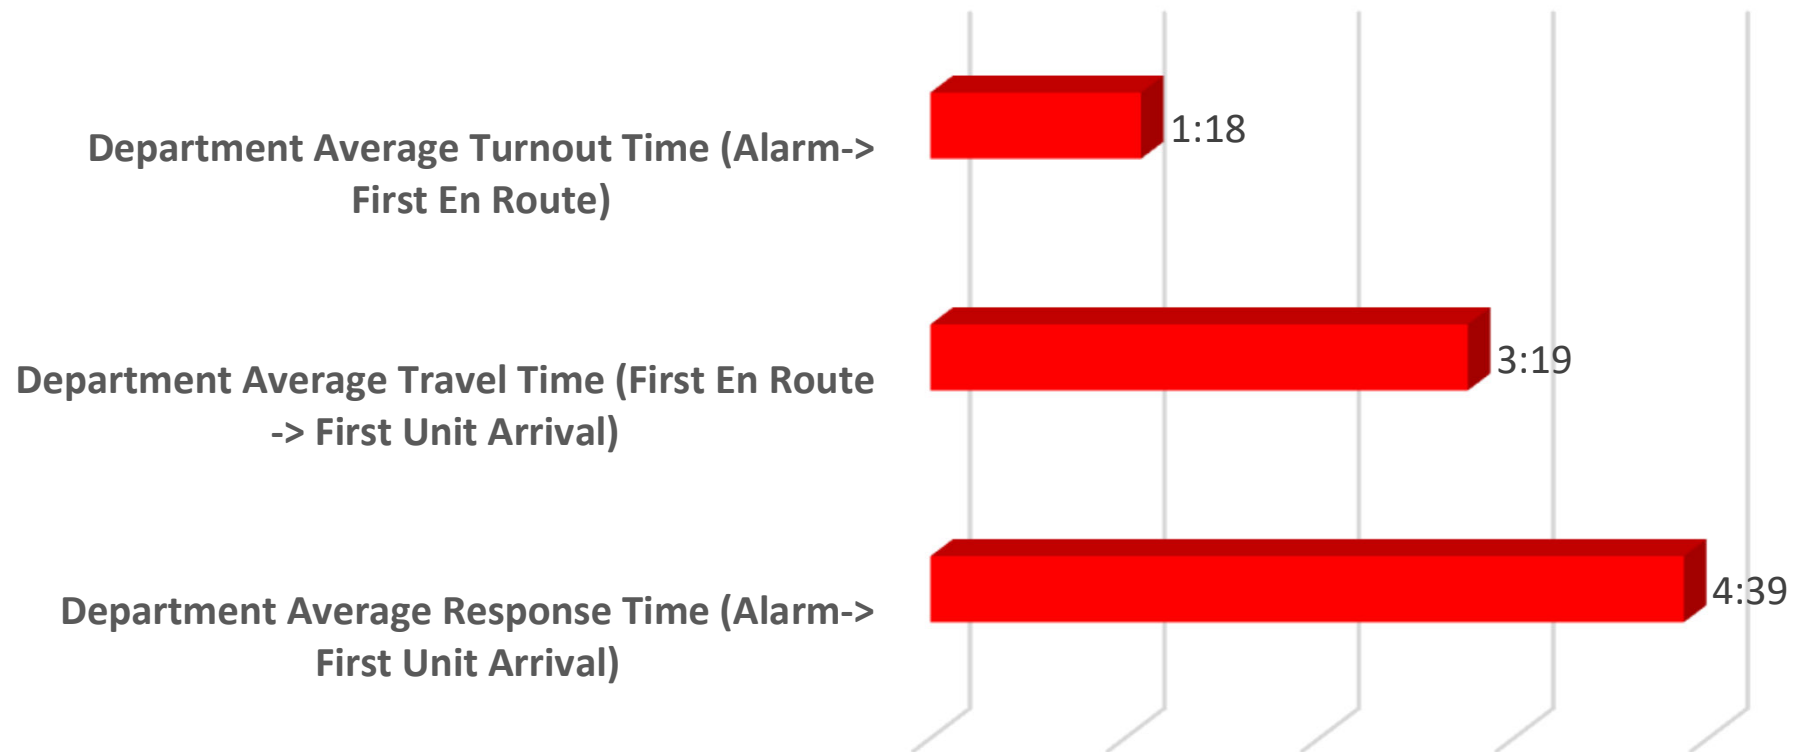 Department Average Turnout Time (Alarm->
First En Route)
1:18
Department Average Travel Time (First En Route
-> First Unit Arrival)
3:19
Department Average Response Time (Alarm->
First Unit Arrival)
4:39